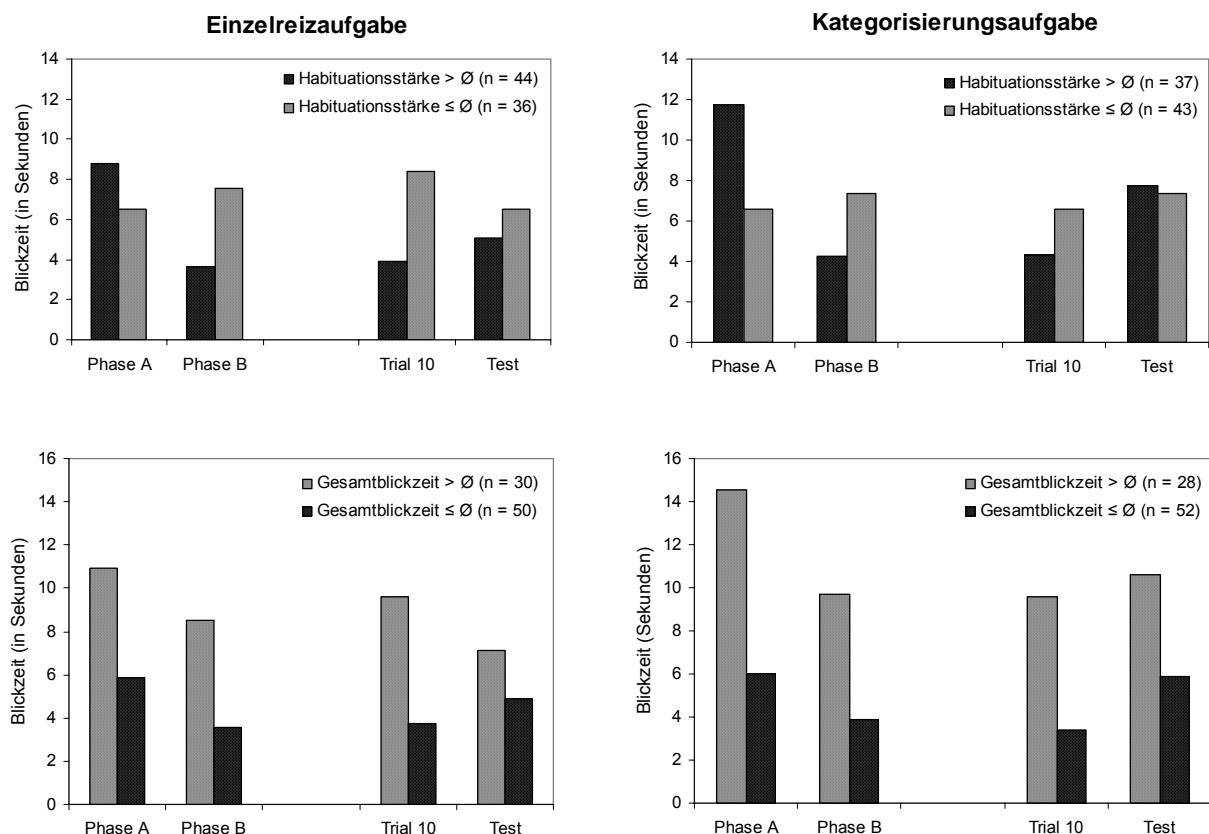 Einzelreizaufgabe
Blickzeit (in Sekunden)
14
12
10
8
6
4
2
0
Habituationsstärke > Ø (n = 44)
Habituationsstärke ≤ Ø (n = 36)
Phase A Phase B Trial 10 Test
Kategorisierungsaufgabe
Blickzeit (in Sekunden)
14
12
10
8
6
4
2
0
Habituationsstärke > Ø (n = 37)
Habituationsstärke ≤ Ø (n = 43)
Phase A Phase B Trial 10 Test
Blickzeit (in Sekunden)
16
14
12
10
8
6
4
2
0
Gesamtblickzeit > Ø (n = 30)
Gesamtblickzeit ≤ Ø (n = 50)
Phase A Phase B Trial 10 Test
Blickzeit (Sekunden)
16
14
12
10
8
6
4
2
0
Gesamtblickzeit > Ø (n = 28)
Gesamtblickzeit ≤ Ø (n = 52)
Phase A Phase B Trial 10 Test